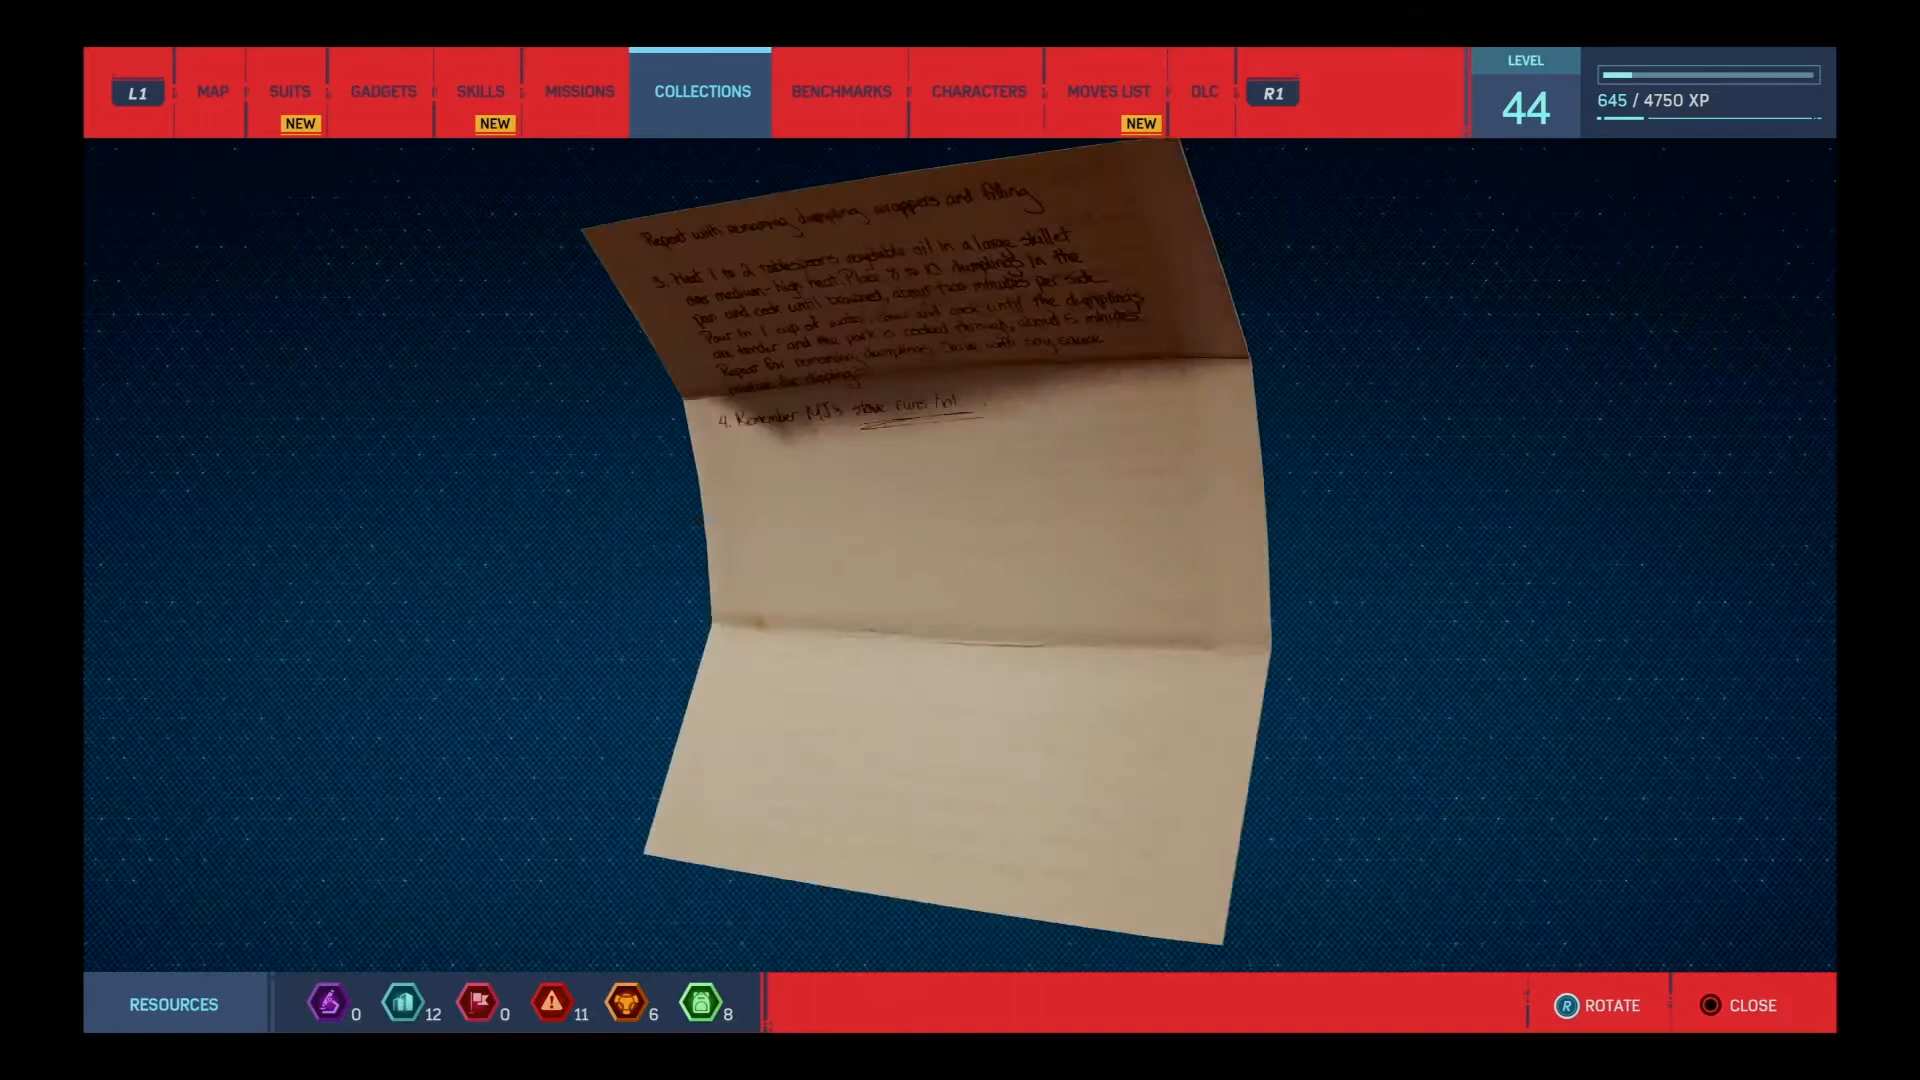 LEVEL
L1 MAP SUITS GADGETS SKILLS MISSIONS COLLECTIONS BENCHMARKS CHARACTERS MOVES LIST DLC R1
44
645 / 4750 XP
NEW NEW NEW
Repeat with remaining dumpling wrappers and filling
3. Heat 1 to 2 tablespoons vegetable oil in a large skillet
over medium-high heat. Place 8 to 10 dumplings in the
pan and cook until browned, about two minutes per side.
Pour in 1 cup of water, cover and cook until the dumplings
are tender and the pork is cooked through, about 5 minutes.
Repeat for remaining dumplings. Serve with soy sauce
mixture for dipping.
4. Remember MJ's stove runs hot
RESOURCES 0 12 0 11 6 8 R ROTATE CLOSE